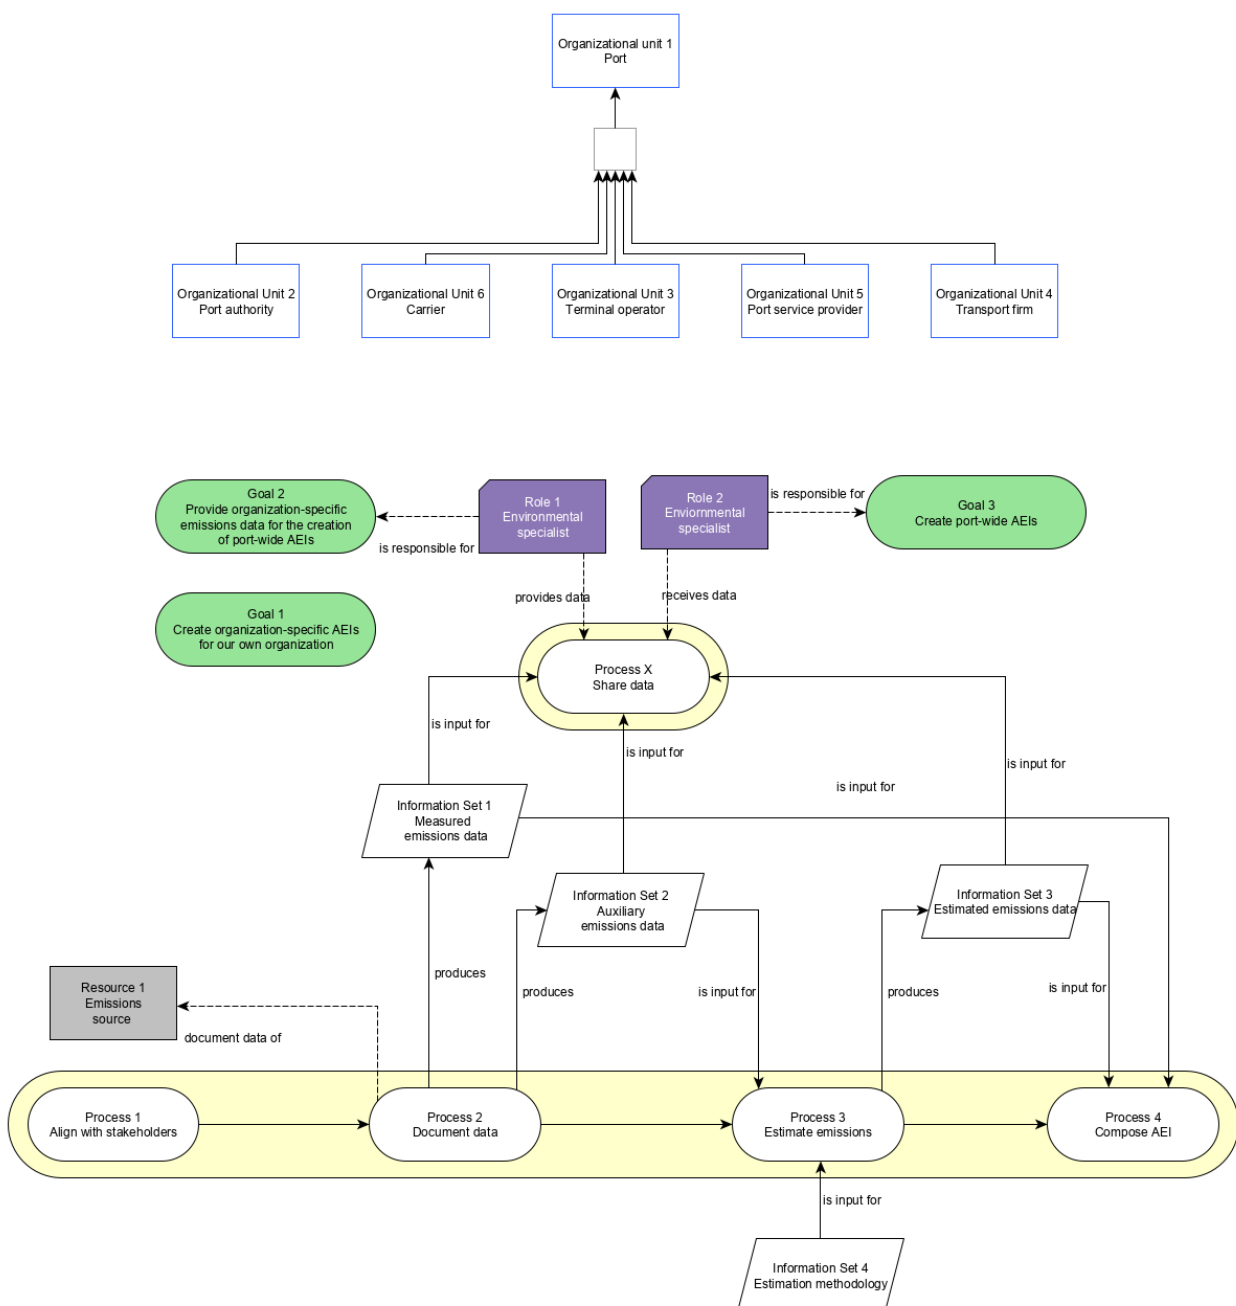 Organizational unit 1
Port
Organizational Unit 2
Port authority
Organizational Unit 6
Carrier
Organizational Unit 3
Terminal operator
Organizational Unit 5
Port service provider
Organizational Unit 4
Transport firm
Goal 2
Provide organization-specific
emissions data for the creation
of port-wide AEIs
is responsible for
Role 1
Environmental
specialist
Role 2
Enviornmental
specialist
is responsible for
Goal 3
Create port-wide AEIs
provides data
receives data
Goal 1
Create organization-specific AEIs
for our own organization
Process X
Share data
is input for
is input for
is input for
is input for
Information Set 1
Measured
emissions data
Information Set 2
Auxiliary
emissions data
Information Set 3
Estimated emissions data
produces
produces
is input for
produces
is input for
Resource 1
Emissions
source
document data of
Process 1
Align with stakeholders
Process 2
Document data
Process 3
Estimate emissions
Process 4
Compose AEI
is input for
Information Set 4
Estimation methodology